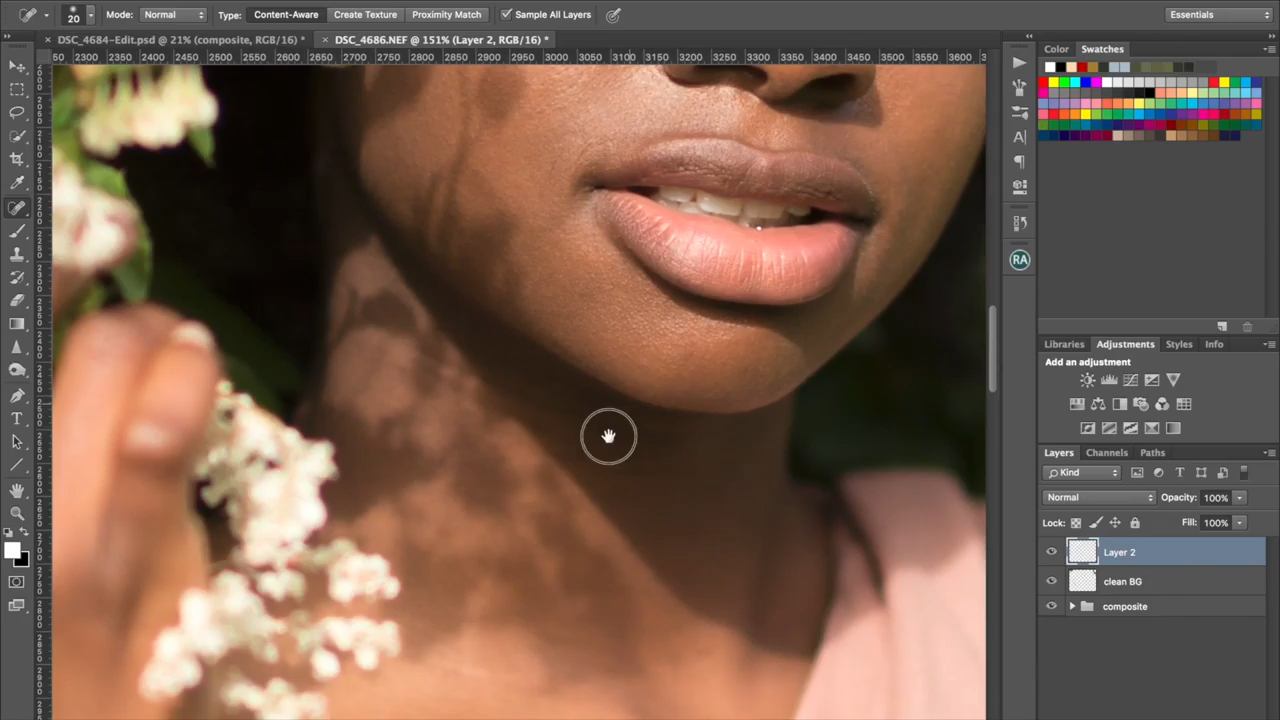 20 Mode: Normal Type: Content-Aware Create Texture Proximity Match Sample All Layers Essentials
× DSC_4684-Edit.psd @ 21% (composite, RGB/16) * × DSC_4686.NEF @ 151% (Layer 2, RGB/16) *
2300 2350 2400 2450 2500 2550 2600 2650 2700 2750 2800 2850 2900 2950 3000 3050 3100 3150 3200 3250 3300 3350 3400 3450 3500 3550 3600
Color Swatches
RA
Libraries Adjustments Styles Info
Add an adjustment
Layers Channels Paths
Kind
Normal Opacity: 100%
Lock: Fill: 100%
Layer 2
clean BG
composite